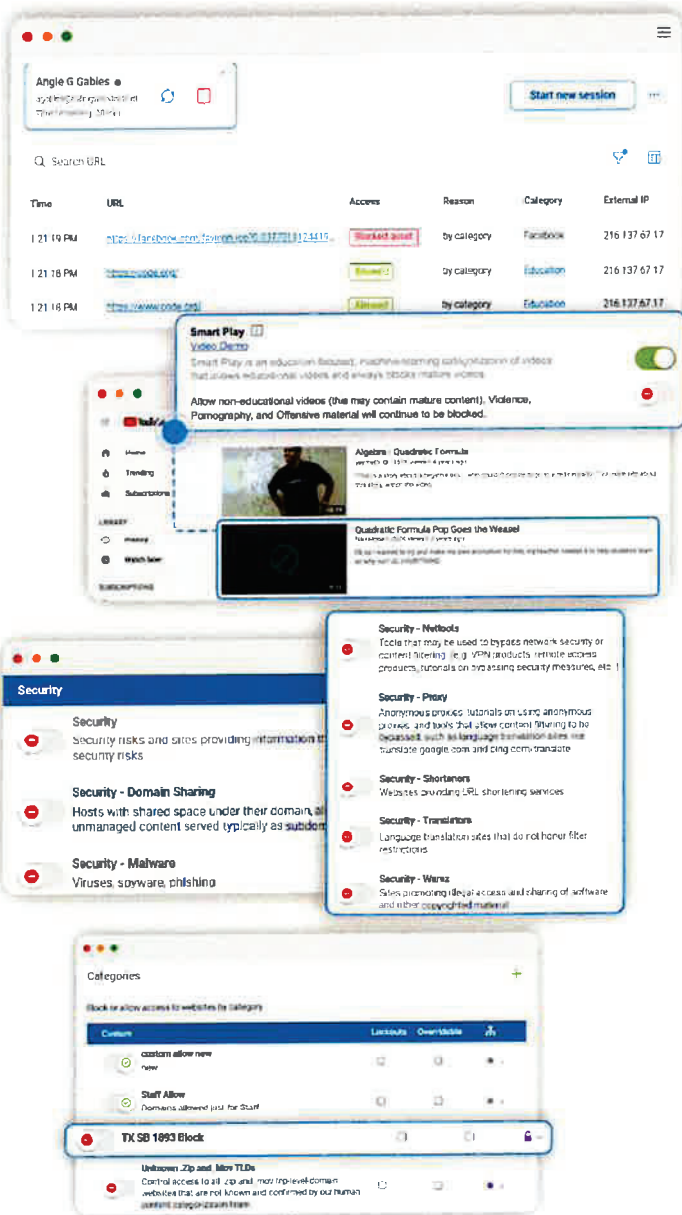 Angle G Gables
Start new session
Search URL
Time URL Access Reason Category External IP
1 21 19 PM Blocked asset by category Facebook 216 137 67 17
1 21 18 PM https://code.org/ Allowed by category Education 216 137 67 17
1 21 16 PM https://www.code.org/ Allowed by category Education 216.137.67.17
Smart Play
Video Demo
Smart Play is an education focused, machine-learning categorization of videos
that allows educational videos and always blocks mature videos
Allow non-educational videos (this may contain mature content). Violence,
Pornography, and Offensive material will continue to be blocked.
Home
Trending
Subscriptions
LIBRARY
History
Watch later
SUBSCRIPTIONS
Algebra - Quadratic Formula
Quadratic Formula Pop Goes the Weasel
Security
Security
Security risks and sites providing information
security risks
Security - Domain Sharing
Hosts with shared space under their domain,
unmanaged content served typically as
Security - Malware
Viruses, spyware, phishing
Security - Nettools
Tools that may be used to bypass network security or
content filtering (e.g. VPN products, remote access
products, tutorials on bypassing security measures, etc.)
Security - Proxy
Anonymous proxies, tutorials on using anonymous
proxies, and tools that allow content filtering to be
bypassed, such as language translation sites like
translate.google.com and bing.com/translate
Security - Shorteners
Websites providing URL shortening services
Security - Translators
Language translation sites that do not honor filter
restrictions
Security - Warez
Sites promoting illegal access and sharing of software
and other copyrighted material
Categories
Block or allow access to websites by category
Custom Lockouts Overridable
custom allow new
new
Staff Allow
Domains allowed just for Staff
TX SB 1893 Block
Unknown .Zip and .Mov TLDs
Control access to all .zip and .mov top-level-domain
websites that are not known and confirmed by our human
content categorization team